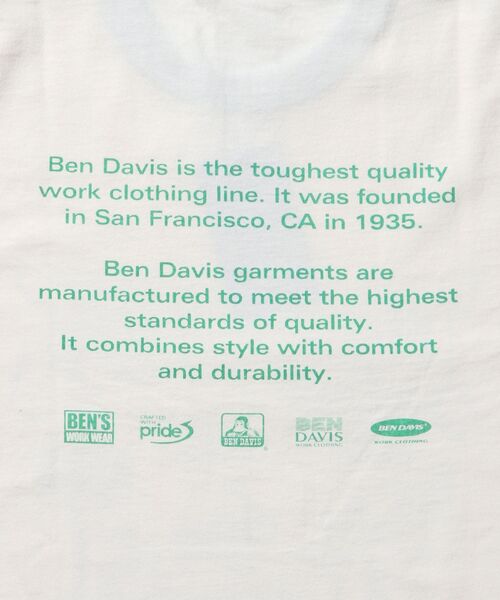 Ben Davis is the toughest quality
work clothing line. It was founded
in San Francisco, CA in 1935.
Ben Davis garments are
manufactured to meet the highest
standards of quality.
It combines style with comfort
and durability.
BEN'S
WORK WEAR
CRAFTED
WITH
pride
BEN DAVIS
BEN
DAVIS
WORK CLOTHING
BEN DAVIS
WORK CLOTHING